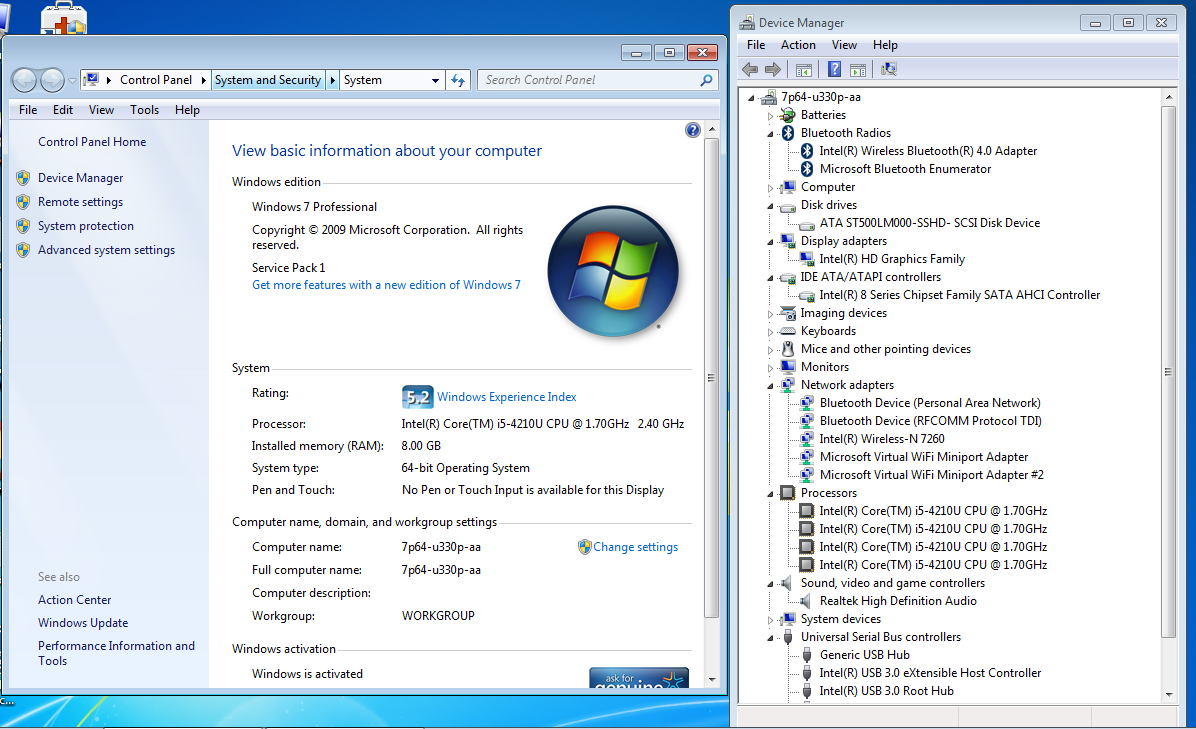 Control Panel
System and Security
System
Search Control Panel
File Edit View Tools Help
Control Panel Home
Device Manager
Remote settings
System protection
Advanced system settings
See also
Action Center
Windows Update
Performance Information and
Tools
View basic information about your computer
Windows edition
Windows 7 Professional
Copyright © 2009 Microsoft Corporation. All rights
reserved.
Service Pack 1
Get more features with a new edition of Windows 7
System
Rating: 5.2 Windows Experience Index
Processor: Intel(R) Core(TM) i5-4210U CPU @ 1.70GHz 2.40 GHz
Installed memory (RAM): 8.00 GB
System type: 64-bit Operating System
Pen and Touch: No Pen or Touch Input is available for this Display
Computer name, domain, and workgroup settings
Computer name: 7p64-u330p-aa Change settings
Full computer name: 7p64-u330p-aa
Computer description:
Workgroup: WORKGROUP
Windows activation
Windows is activated
ask for
genuine
c...
Device Manager
File Action View Help
7p64-u330p-aa
Batteries
Bluetooth Radios
Intel(R) Wireless Bluetooth(R) 4.0 Adapter
Microsoft Bluetooth Enumerator
Computer
Disk drives
ATA ST500LM000-SSHD- SCSI Disk Device
Display adapters
Intel(R) HD Graphics Family
IDE ATA/ATAPI controllers
Intel(R) 8 Series Chipset Family SATA AHCI Controller
Imaging devices
Keyboards
Mice and other pointing devices
Monitors
Network adapters
Bluetooth Device (Personal Area Network)
Bluetooth Device (RFCOMM Protocol TDI)
Intel(R) Wireless-N 7260
Microsoft Virtual WiFi Miniport Adapter
Microsoft Virtual WiFi Miniport Adapter #2
Processors
Intel(R) Core(TM) i5-4210U CPU @ 1.70GHz
Intel(R) Core(TM) i5-4210U CPU @ 1.70GHz
Intel(R) Core(TM) i5-4210U CPU @ 1.70GHz
Intel(R) Core(TM) i5-4210U CPU @ 1.70GHz
Sound, video and game controllers
Realtek High Definition Audio
System devices
Universal Serial Bus controllers
Generic USB Hub
Intel(R) USB 3.0 eXtensible Host Controller
Intel(R) USB 3.0 Root Hub